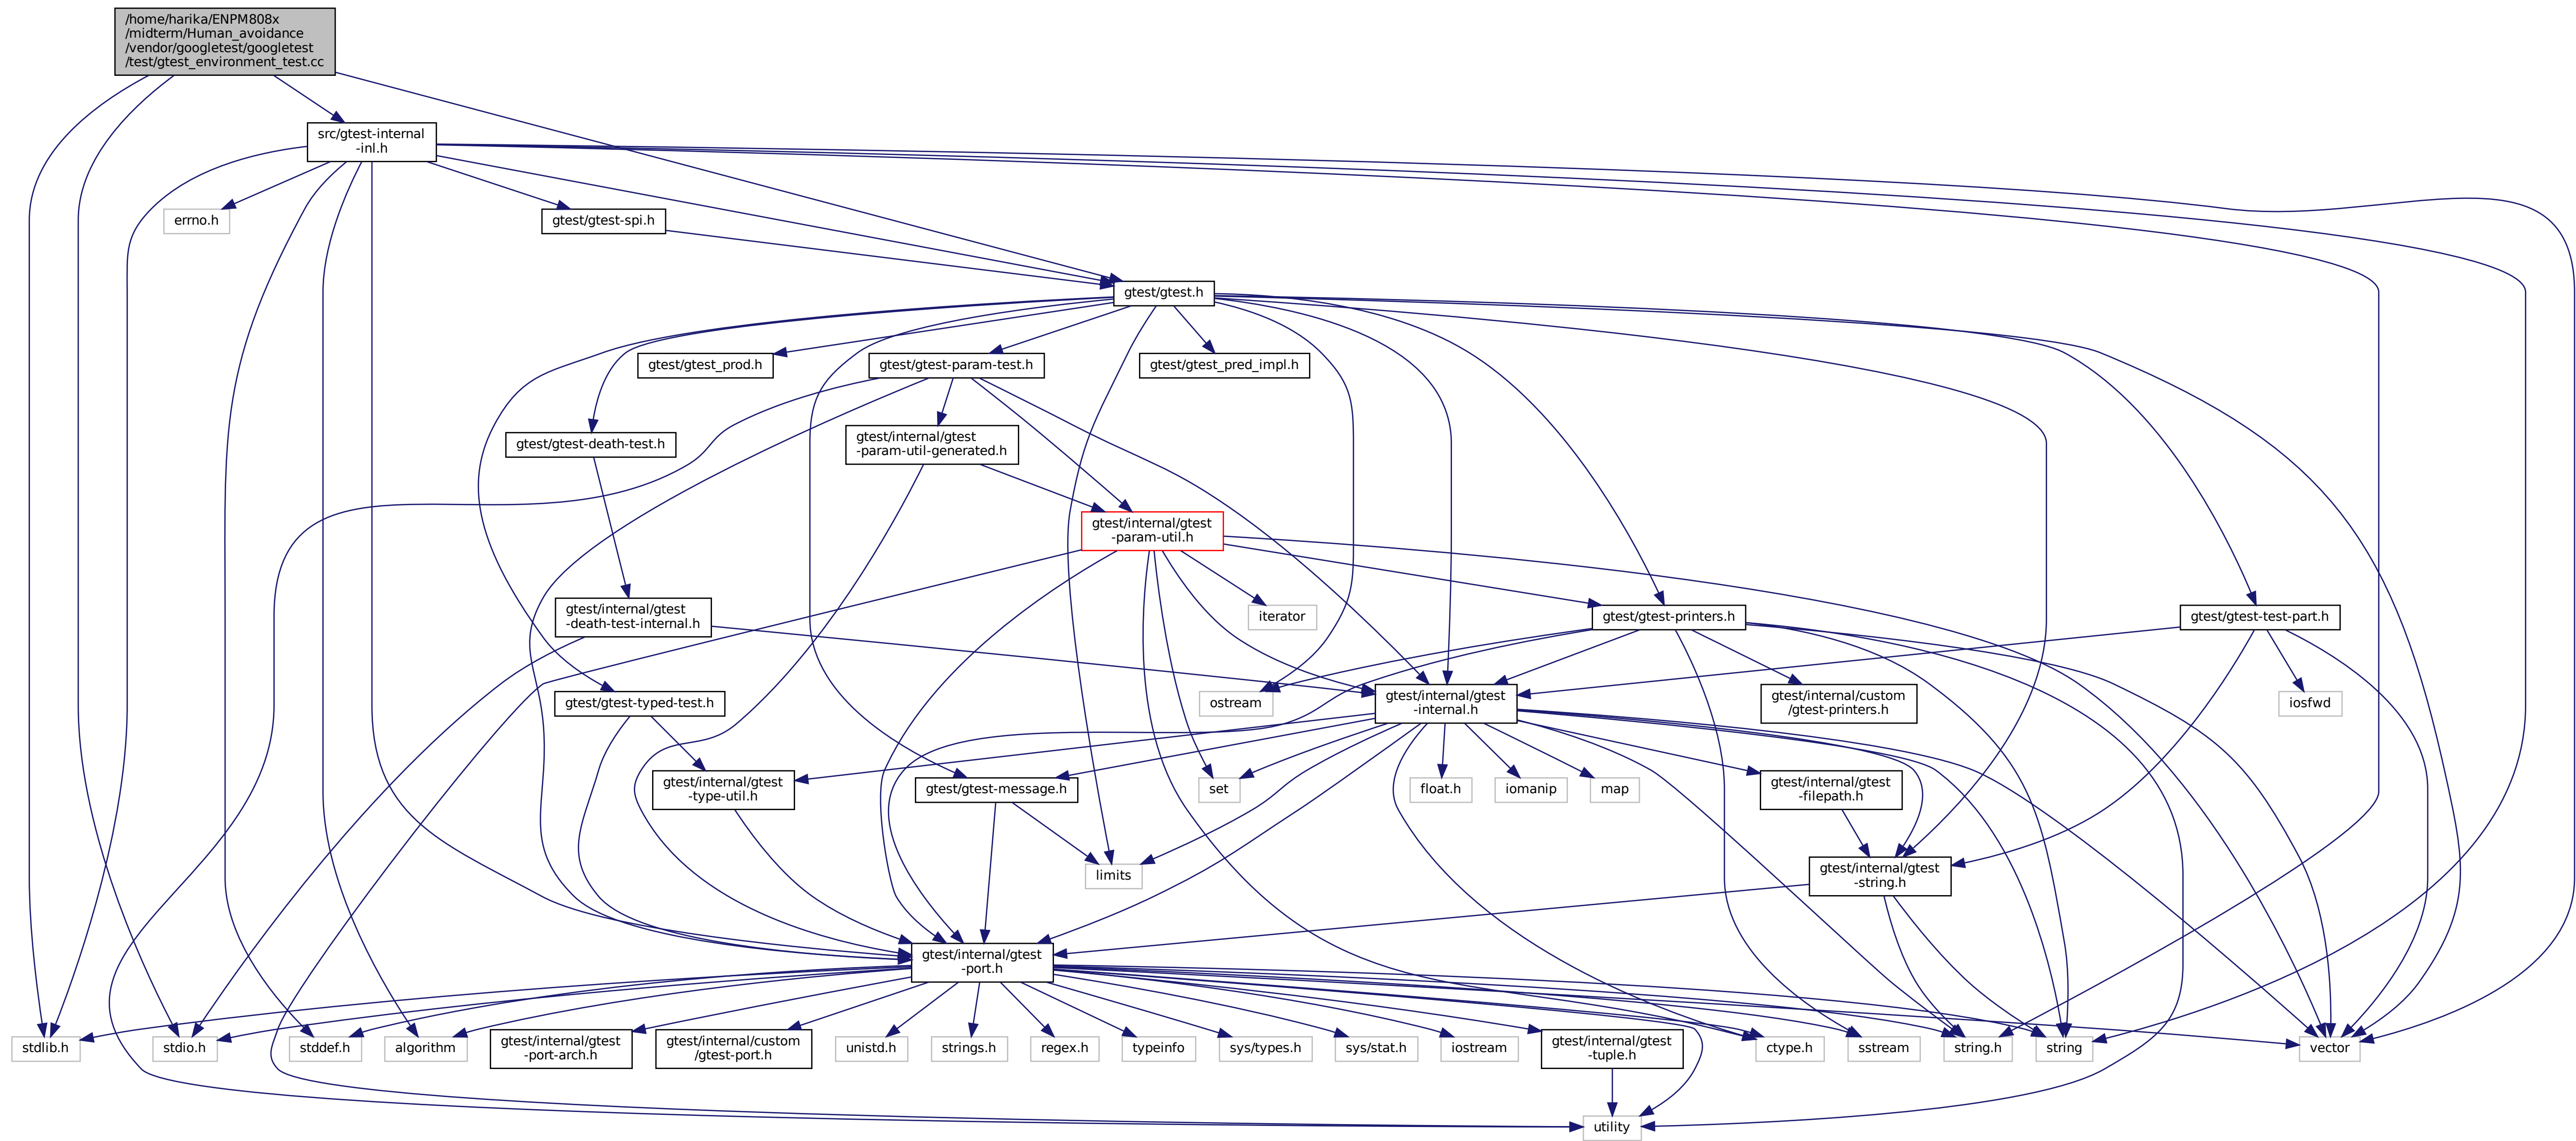 /home/harika/ENPM808x
/midterm/Human_avoidance
/vendor/googletest/googletest
/test/gtest_environment_test.cc
src/gtest-internal
-inl.h
errno.h
gtest/gtest-spi.h
gtest/gtest.h
gtest/gtest_prod.h
gtest/gtest-param-test.h
gtest/gtest_pred_impl.h
gtest/gtest-death-test.h
gtest/internal/gtest
-param-util-generated.h
gtest/internal/gtest
-param-util.h
gtest/internal/gtest
-death-test-internal.h
iterator
gtest/gtest-printers.h
gtest/gtest-test-part.h
gtest/gtest-typed-test.h
ostream
gtest/internal/gtest
-internal.h
gtest/internal/custom
/gtest-printers.h
iosfwd
gtest/internal/gtest
-type-util.h
gtest/gtest-message.h
set
float.h
iomanip
map
gtest/internal/gtest
-filepath.h
limits
gtest/internal/gtest
-string.h
gtest/internal/gtest
-port.h
stdlib.h
stdio.h
stddef.h
algorithm
gtest/internal/gtest
-port-arch.h
gtest/internal/custom
/gtest-port.h
unistd.h
strings.h
regex.h
typeinfo
sys/types.h
sys/stat.h
iostream
gtest/internal/gtest
-tuple.h
ctype.h
sstream
string.h
string
vector
utility